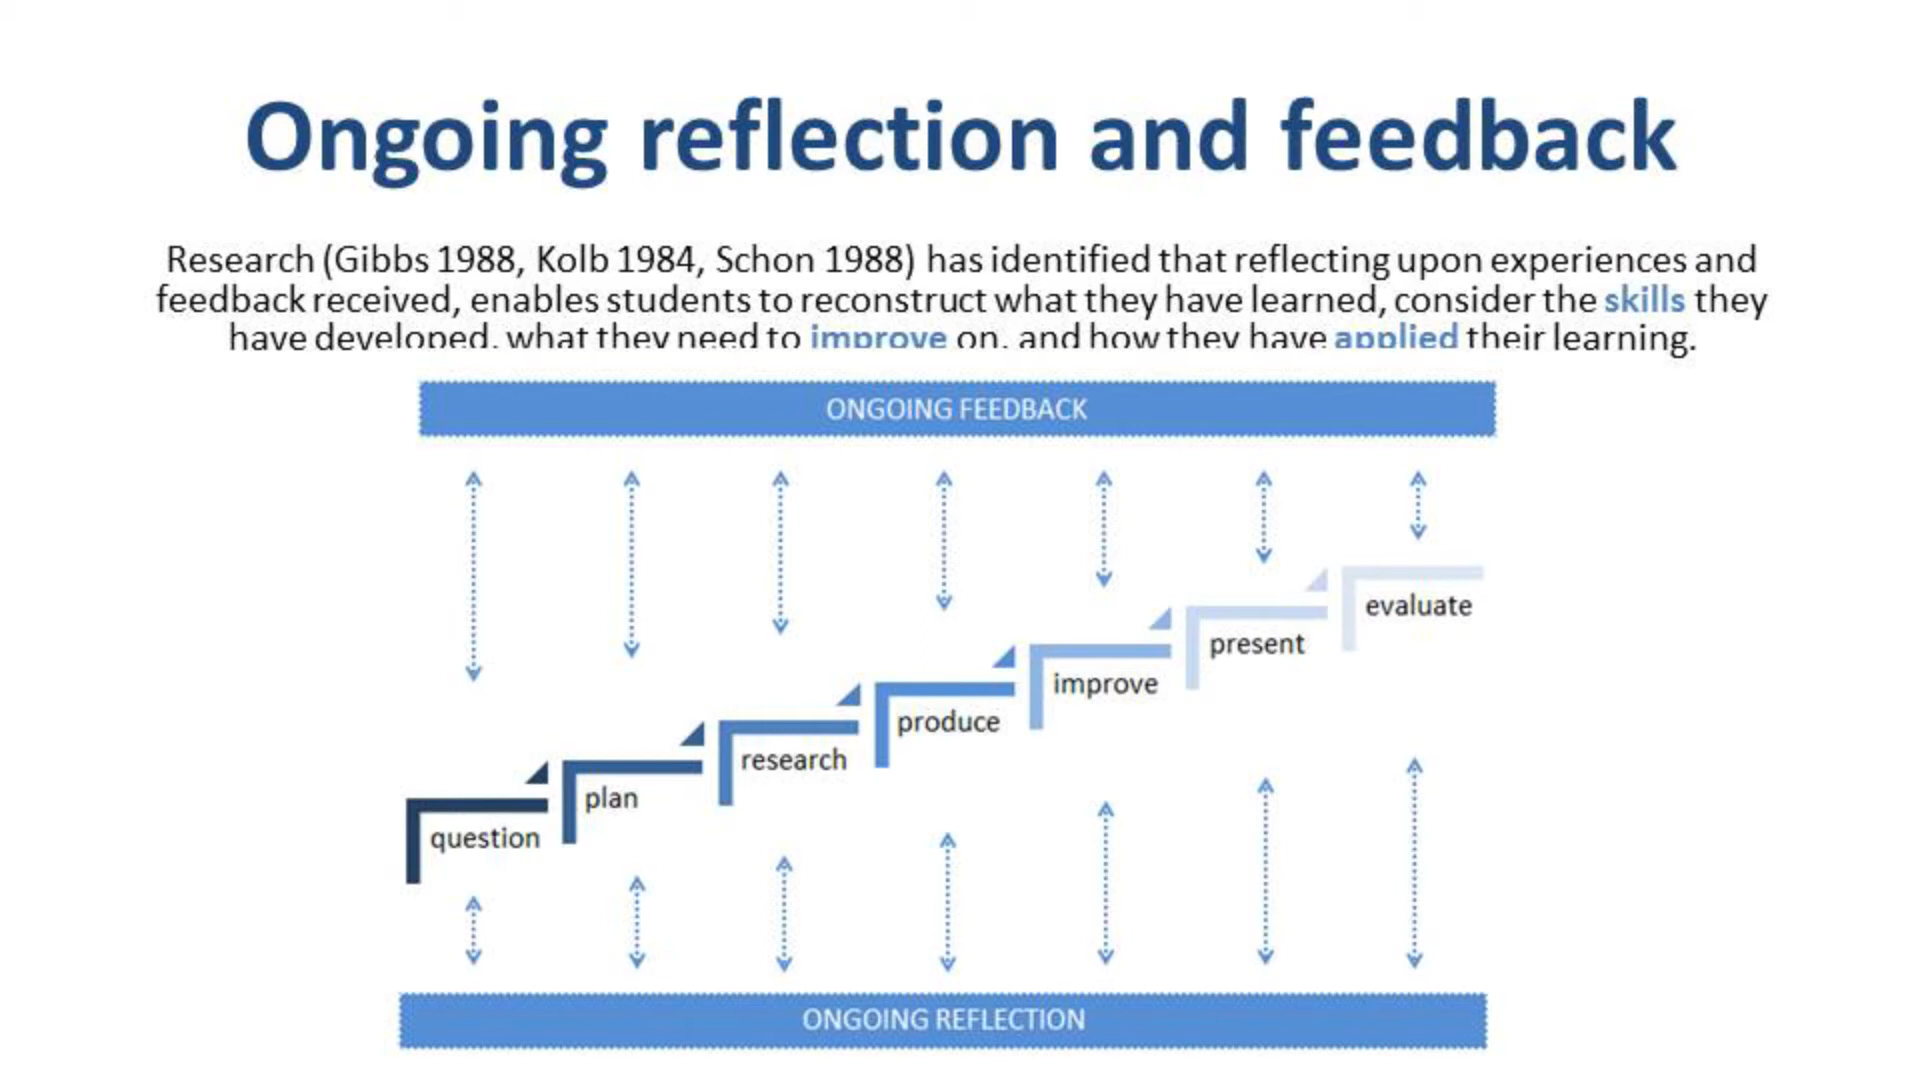 Ongoing reflection and feedback
Research (Gibbs 1988, Kolb 1984, Schon 1988) has identified that reflecting upon experiences and
feedback received, enables students to reconstruct what they have learned, consider the skills they
have developed, what they need to improve on, and how they have applied their learning.
ONGOING FEEDBACK
question
plan
research
produce
improve
present
evaluate
ONGOING REFLECTION